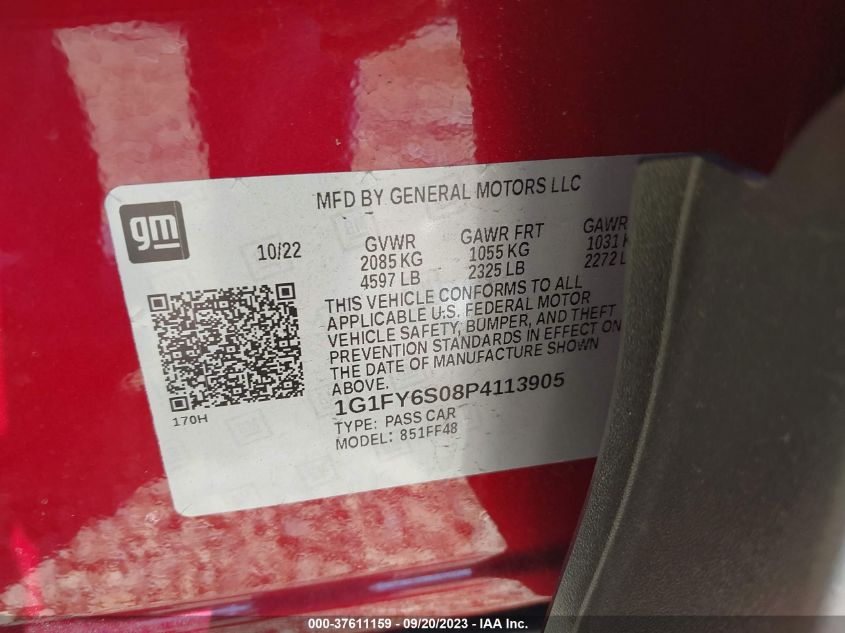 MFD BY GENERAL MOTORS LLC
gm
10/22 GVWR GAWR FRT GAWR
2085 KG 1055 KG 1031
4597 LB 2325 LB 2272
THIS VEHICLE CONFORMS TO ALL
APPLICABLE U.S. FEDERAL MOTOR
VEHICLE SAFETY, BUMPER, AND THEFT
PREVENTION STANDARDS IN EFFECT ON
THE DATE OF MANUFACTURE SHOWN
ABOVE.
1G1FY6S08P4113905
170H
TYPE: PASS CAR
MODEL: 851FF48
000-37611159 - 09/20/2023 - IAA Inc.